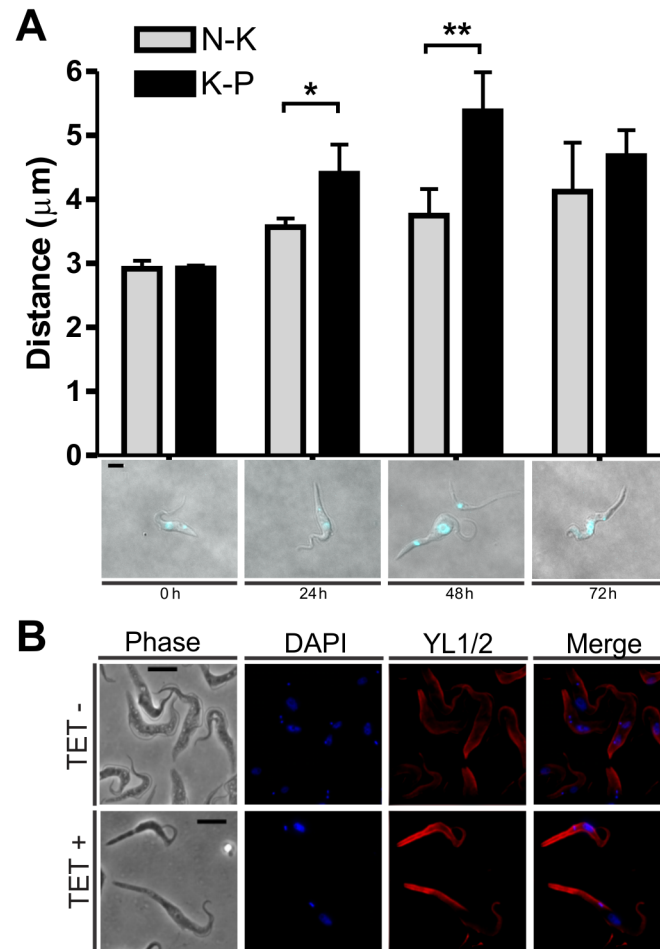 A
N-K
K-P
*
**
Distance (μm)
6
5
4
3
2
1
0
0 h
24 h
48 h
72 h
B
Phase
DAPI
YL1/2
Merge
TET -
TET +